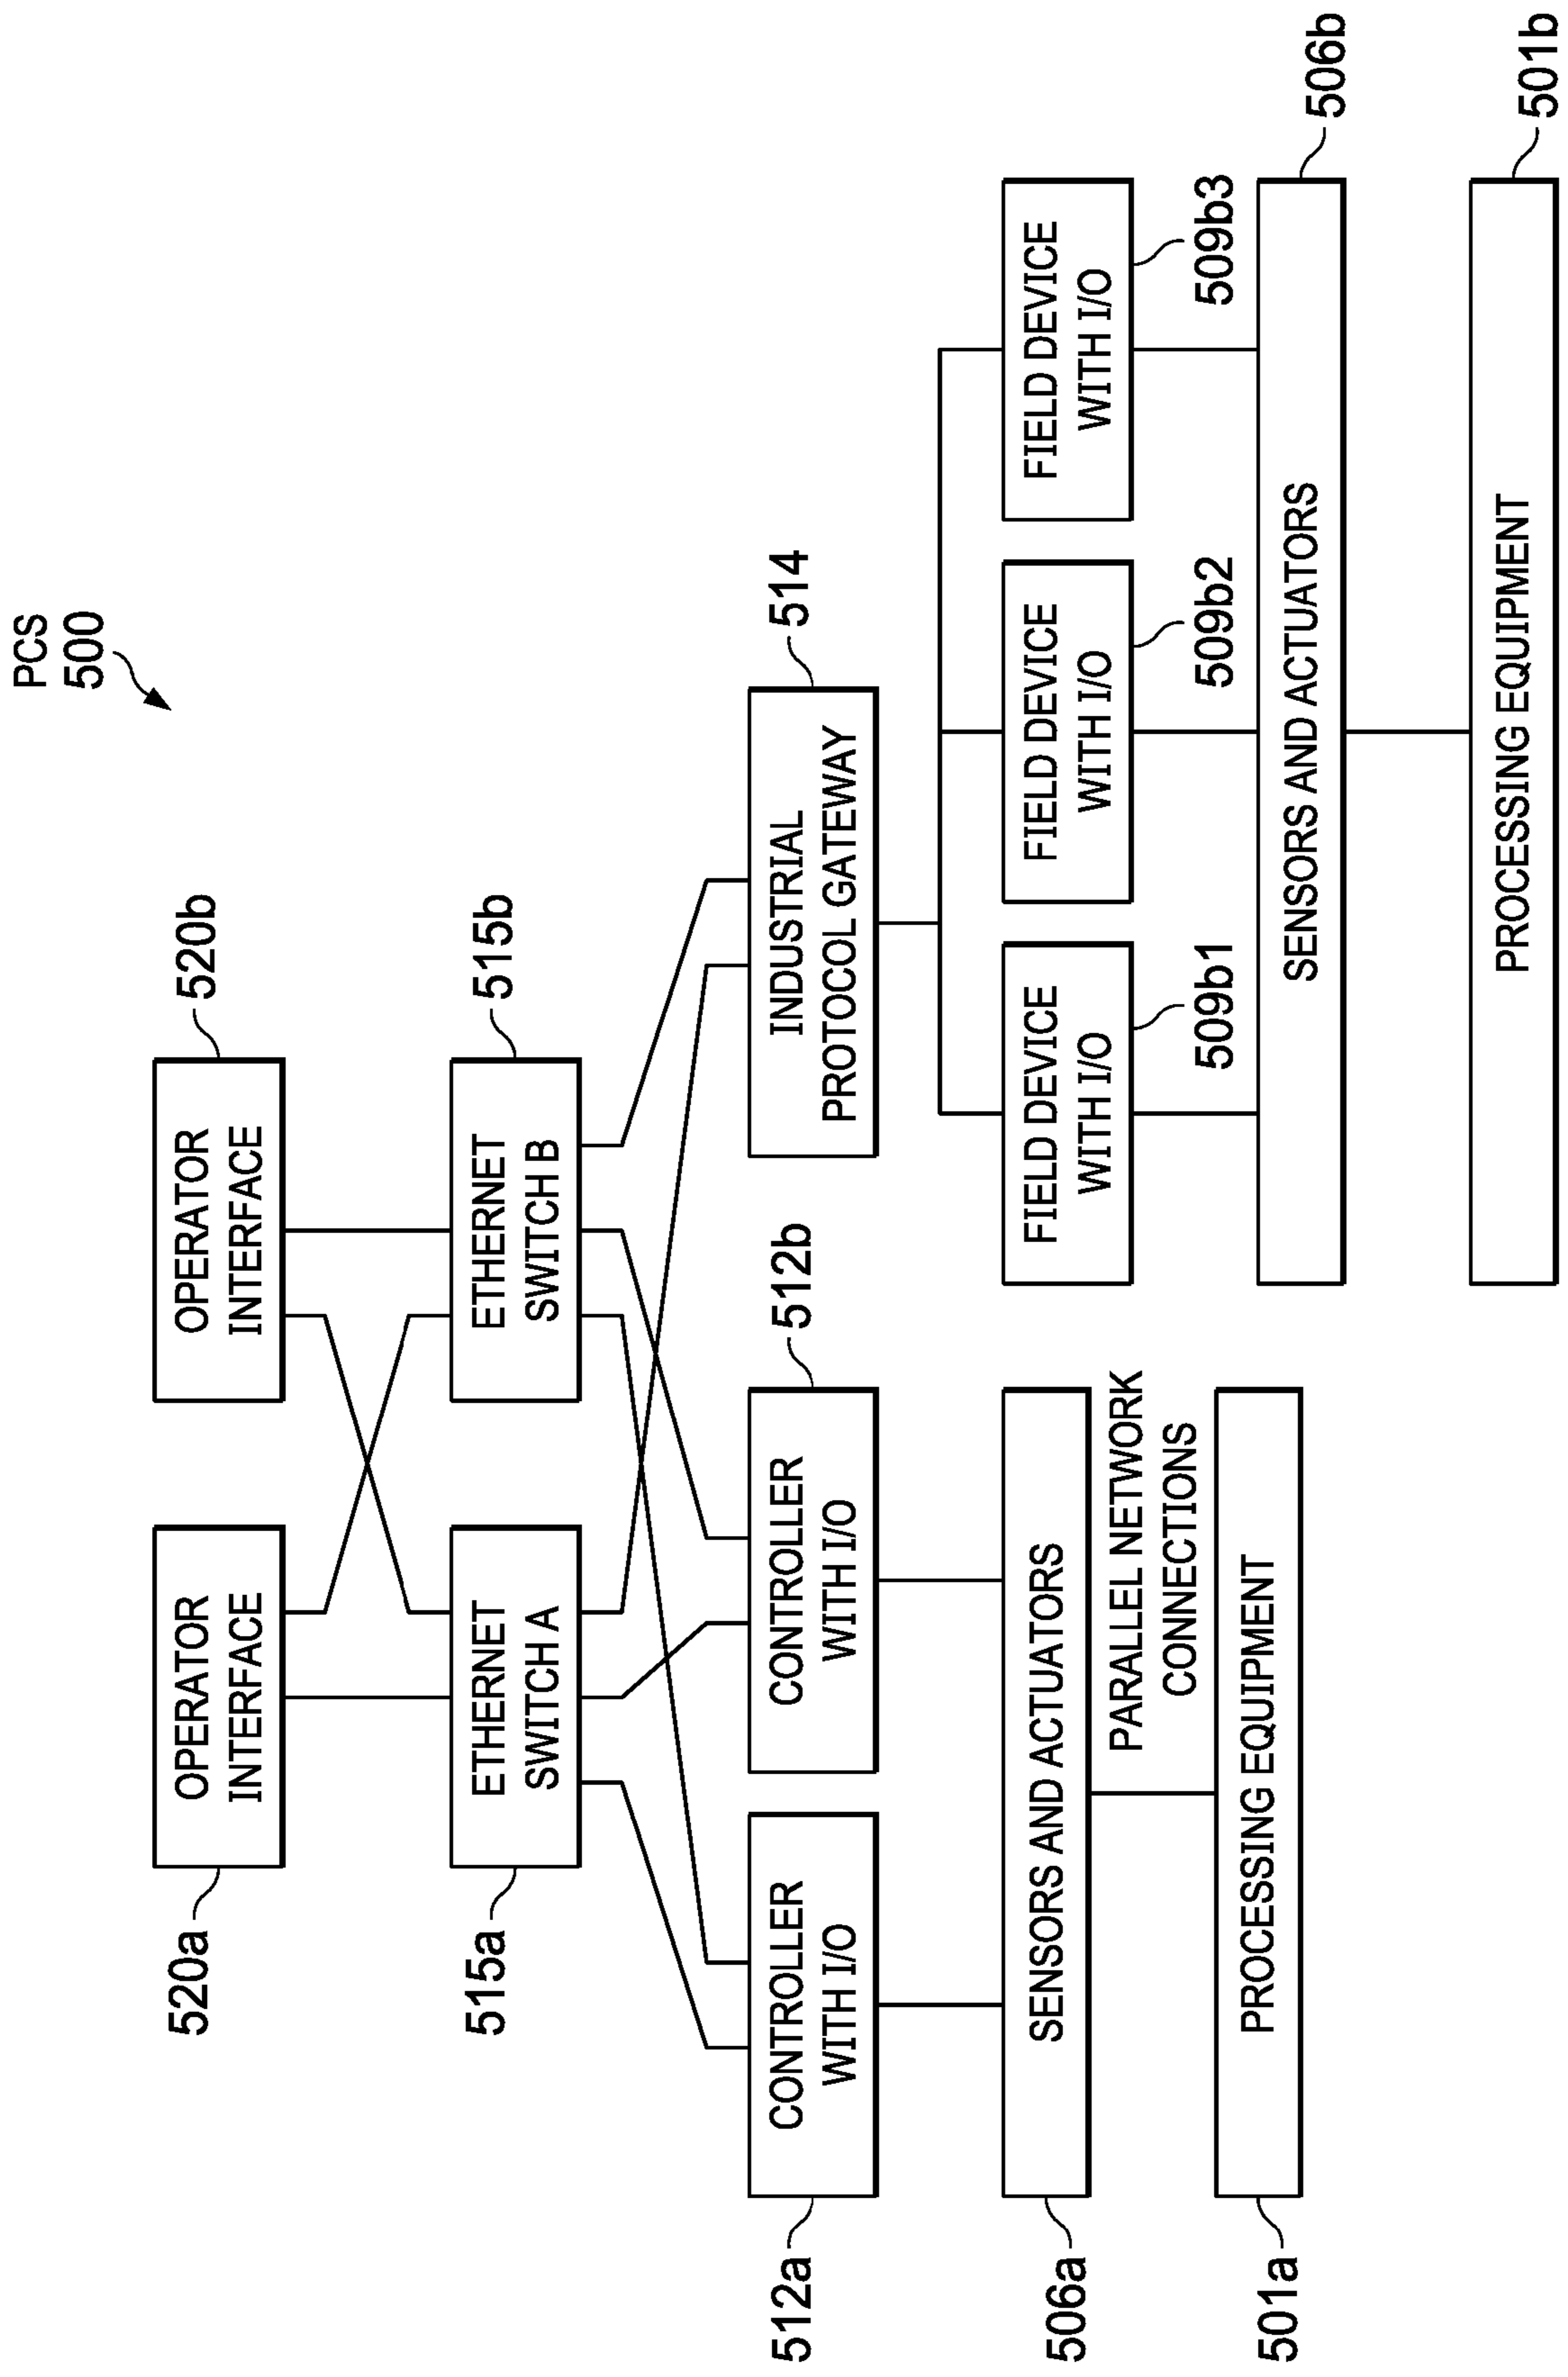 PCS
500
520a
OPERATOR
INTERFACE
OPERATOR
INTERFACE
520b
515a
ETHERNET
SWITCH A
ETHERNET
SWITCH B
515b
512a
CONTROLLER
WITH I/O
CONTROLLER
WITH I/O
512b
INDUSTRIAL
PROTOCOL GATEWAY
514
FIELD DEVICE
WITH I/O
509b1
FIELD DEVICE
WITH I/O
509b2
FIELD DEVICE
WITH I/O
509b3
506a
SENSORS AND ACTUATORS
PARALLEL NETWORK
CONNECTIONS
501a
PROCESSING EQUIPMENT
SENSORS AND ACTUATORS
506b
PROCESSING EQUIPMENT
501b